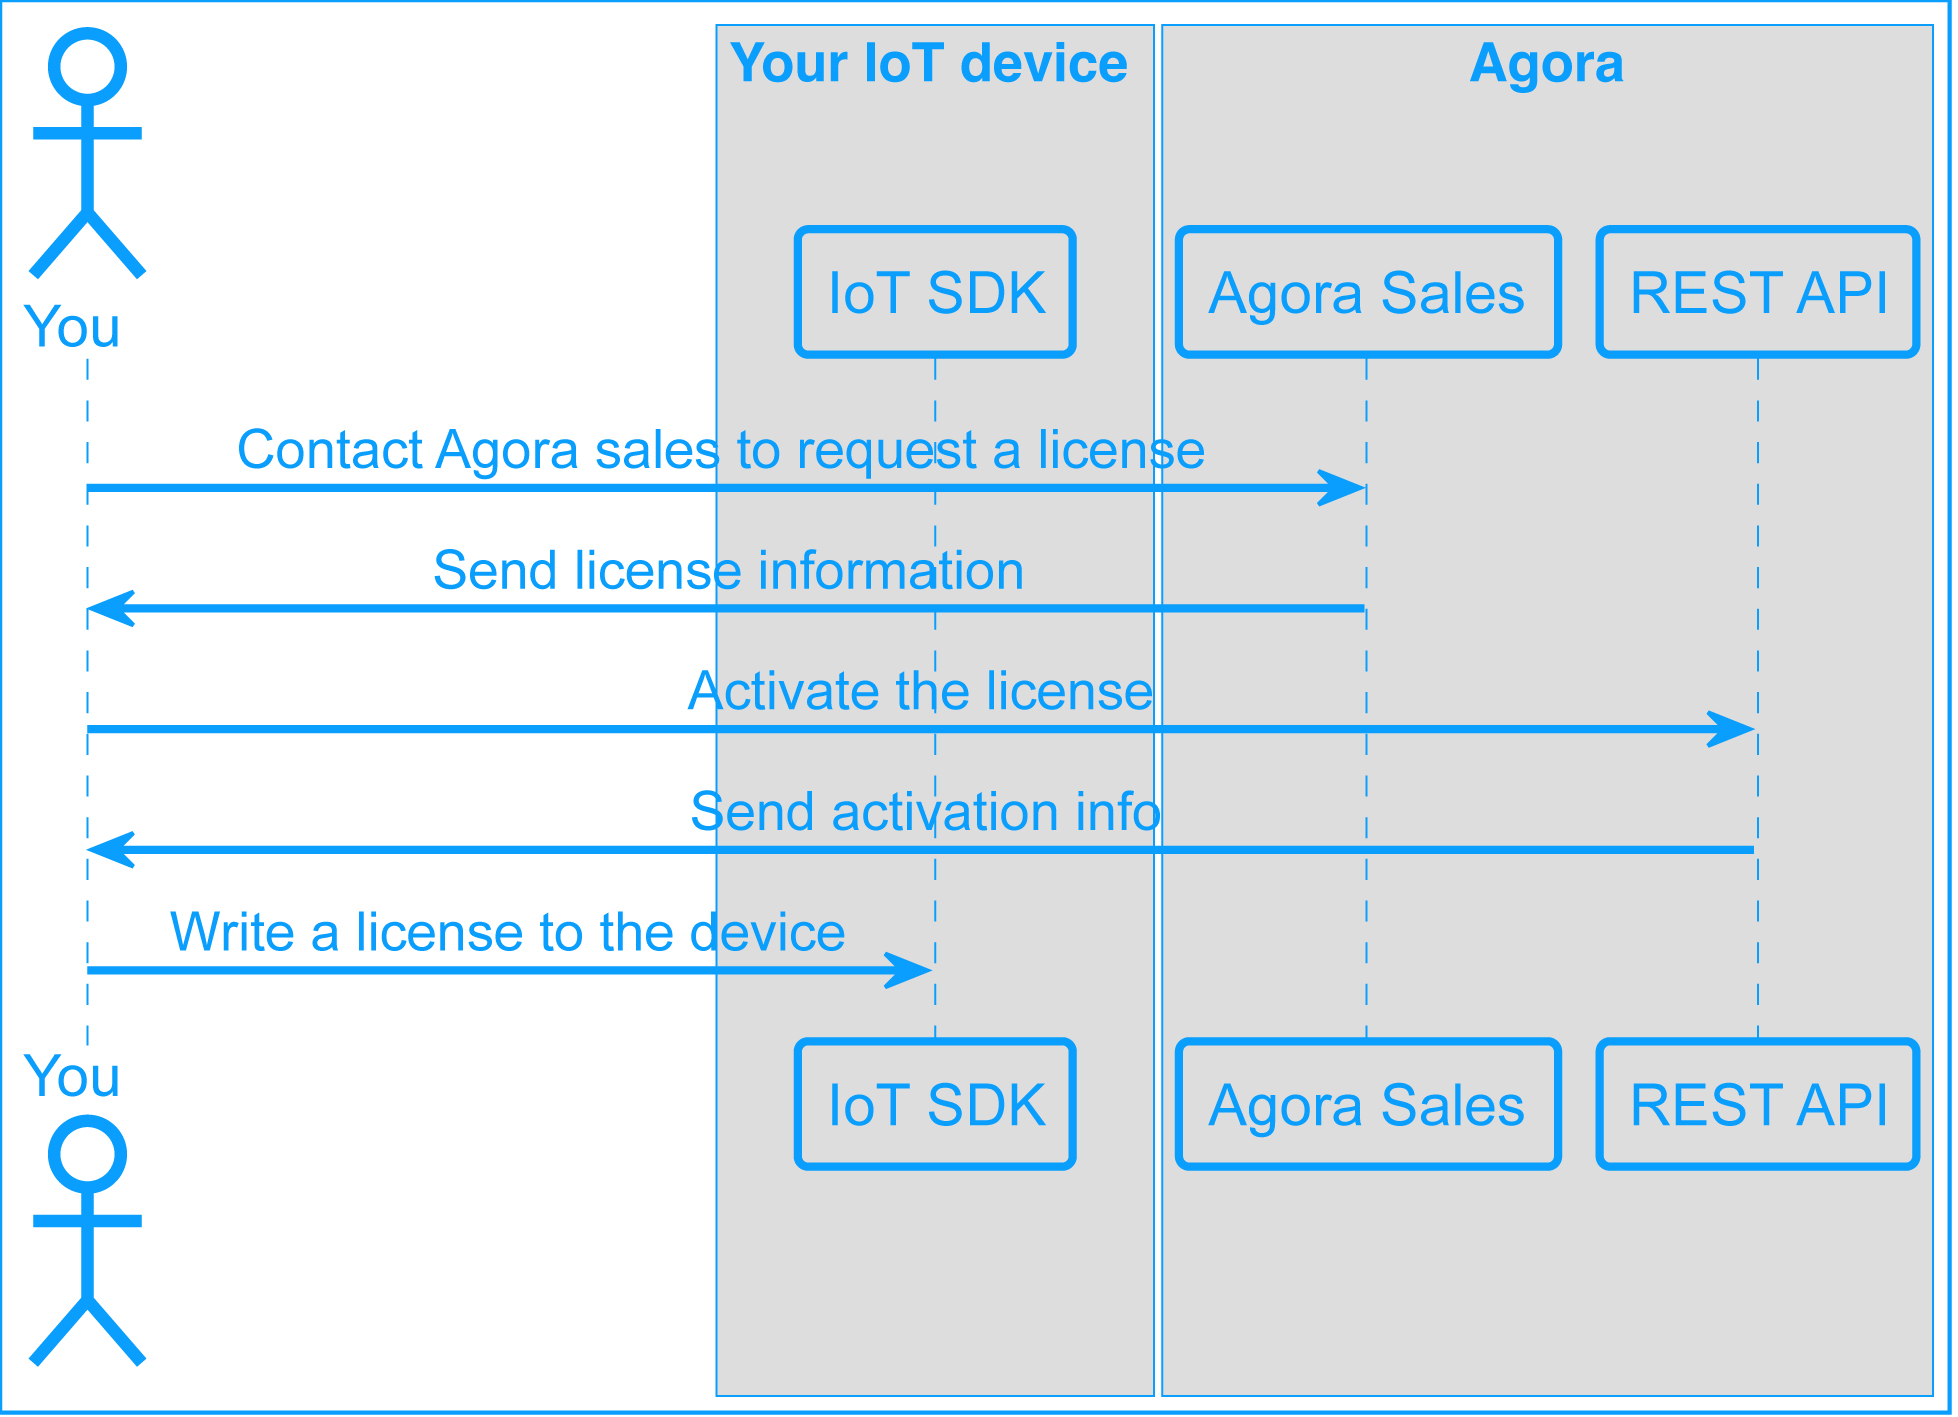 Your IoT device
Agora
You
IoT SDK
Agora Sales
REST API
Contact Agora sales to request a license
Send license information
Activate the license
Send activation info
Write a license to the device
You
IoT SDK
Agora Sales
REST API